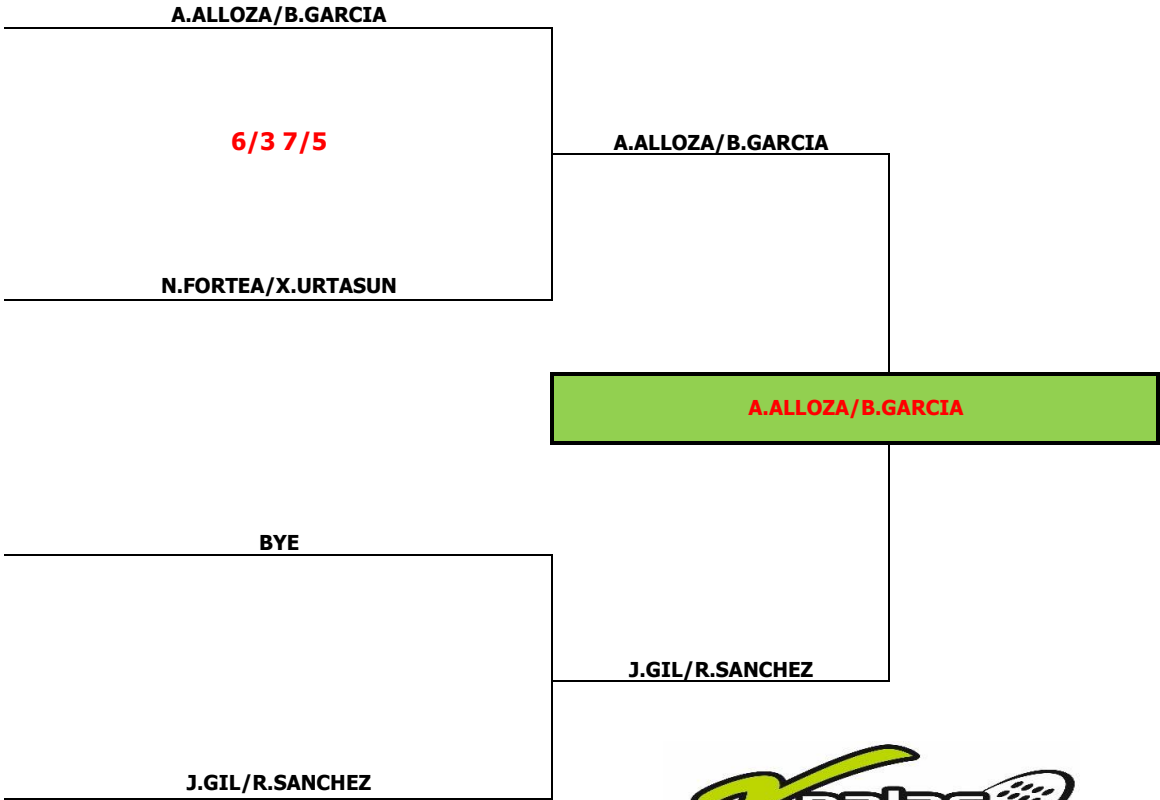 A.ALLOZA/B.GARCIA
6/3 7/5
A.ALLOZA/B.GARCIA
N.FORTEA/X.URTASUN
A.ALLOZA/B.GARCIA
BYE
J.GIL/R.SANCHEZ
J.GIL/R.SANCHEZ